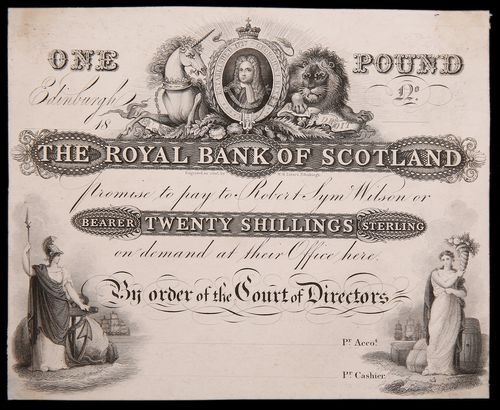 ONE POUND
Edinburgh
18
No
THE ROYAL BANK OF SCOTLAND
promise to pay to Robert Sym Wilson or
BEARER TWENTY SHILLINGS STERLING
on demand at their Office here.
By order of the Court of Directors
Pr. Acco!
Pr. Cashier.